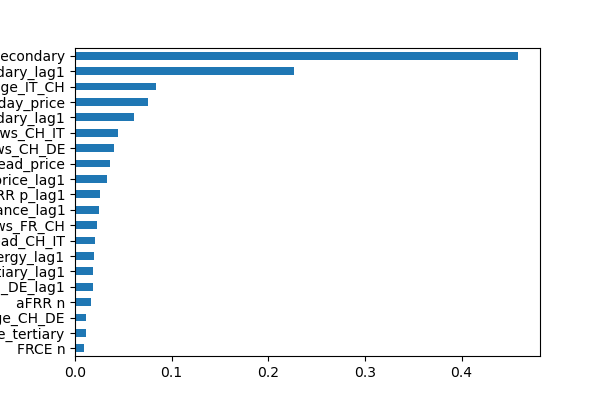 econdary
dary_lag1
ge_IT_CH
day_price
dary_lag1
ws_CH_IT
ws_CH_DE
ead_price
price_lag1
RR p_lag1
ance_lag1
ws_FR_CH
ad_CH_IT
ergy_lag1
tiary_lag1
_DE_lag1
aFRR n
ge_CH_DE
e_tertiary
FRCE n
0.0 0.1 0.2 0.3 0.4